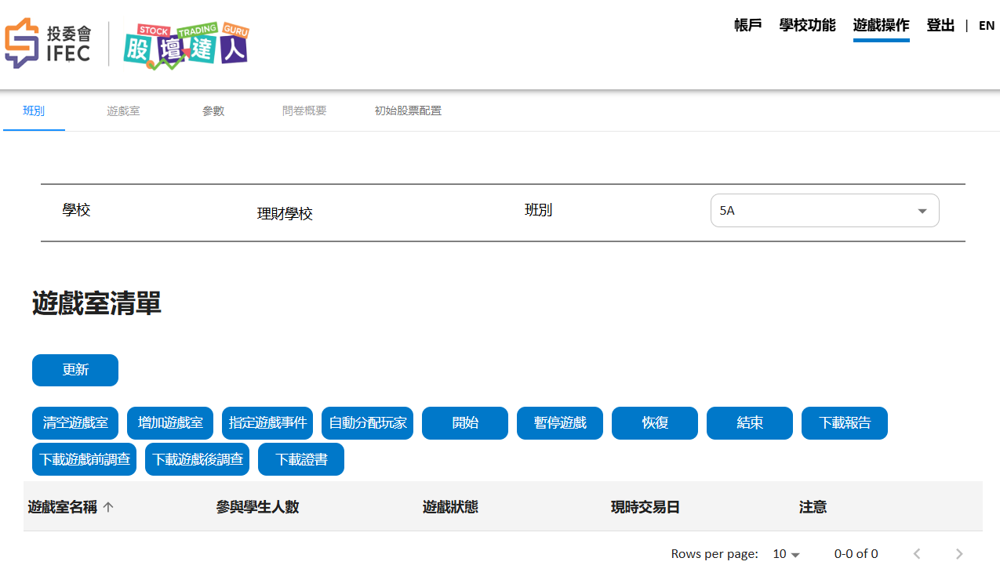 投委會 IFEC STOCK TRADING GURU 股壇達人
帳戶 學校功能 遊戲操作 登出 | EN
班別 遊戲室 參數 問卷概要 初始股票配置
學校 理財學校 班別 5A
遊戲室清單
更新
清空遊戲室 增加遊戲室 指定遊戲事件 自動分配玩家 開始 暫停遊戲 恢復 結束 下載報告
下載遊戲前調查 下載遊戲後調查 下載證書
遊戲室名稱 ↑ 參與學生人數 遊戲狀態 現時交易日 注意
Rows per page: 10 0-0 of 0